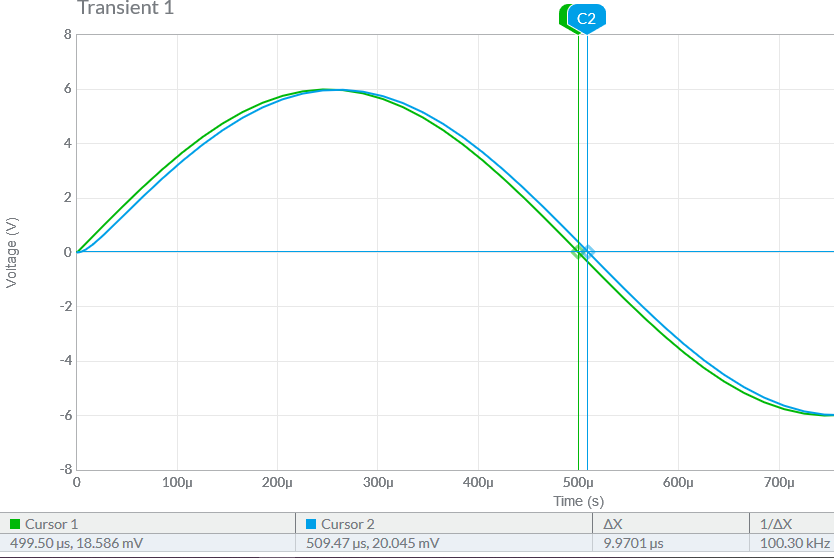 Transient 1
C2
8
6
4
2
0
-2
-4
-6
-8
Voltage (V)
0 100µ 200µ 300µ 400µ 500µ 600µ 700µ
Time (s)
Cursor 1 Cursor 2 ΔX 1/ΔX
499.50 µs, 18.586 mV 509.47 µs, 20.045 mV 9.9701 µs 100.30 kHz